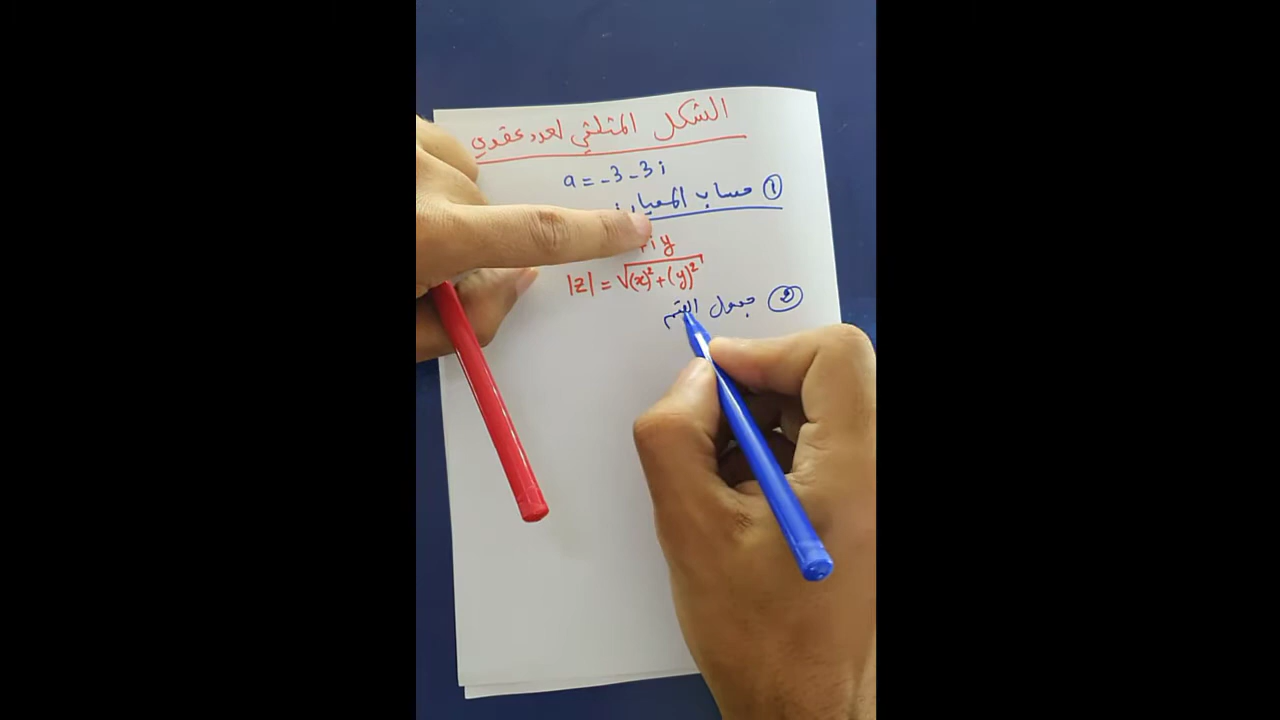 الشكل المثلثي لعدد عقدي
a = -3 - 3i
① حساب المعيار
+ i y
|z| = √(x)²+(y)²
② جدول القيم